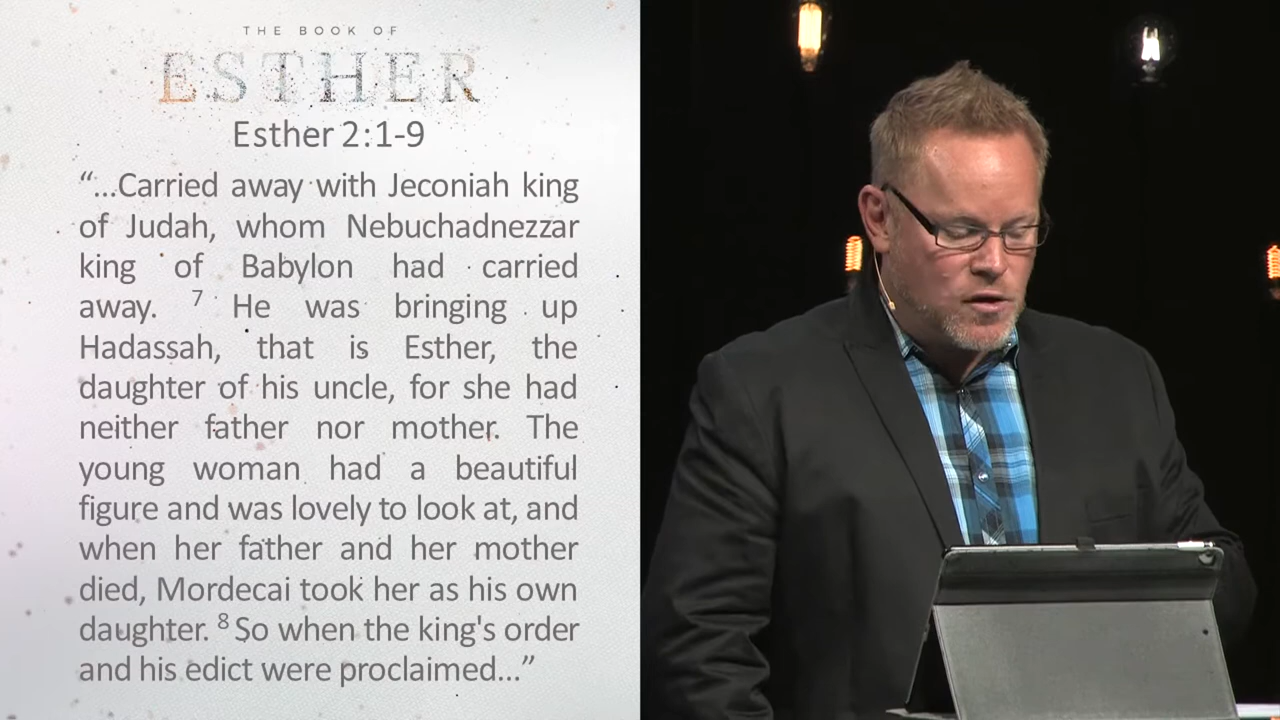 THE BOOK OF
ESTHER
Esther 2:1-9
“...Carried away with Jeconiah king
of Judah, whom Nebuchadnezzar
king of Babylon had carried
away. 7 He was bringing up
Hadassah, that is Esther, the
daughter of his uncle, for she had
neither father nor mother. The
young woman had a beautiful
figure and was lovely to look at, and
when her father and her mother
died, Mordecai took her as his own
daughter. 8 So when the king's order
and his edict were proclaimed...”